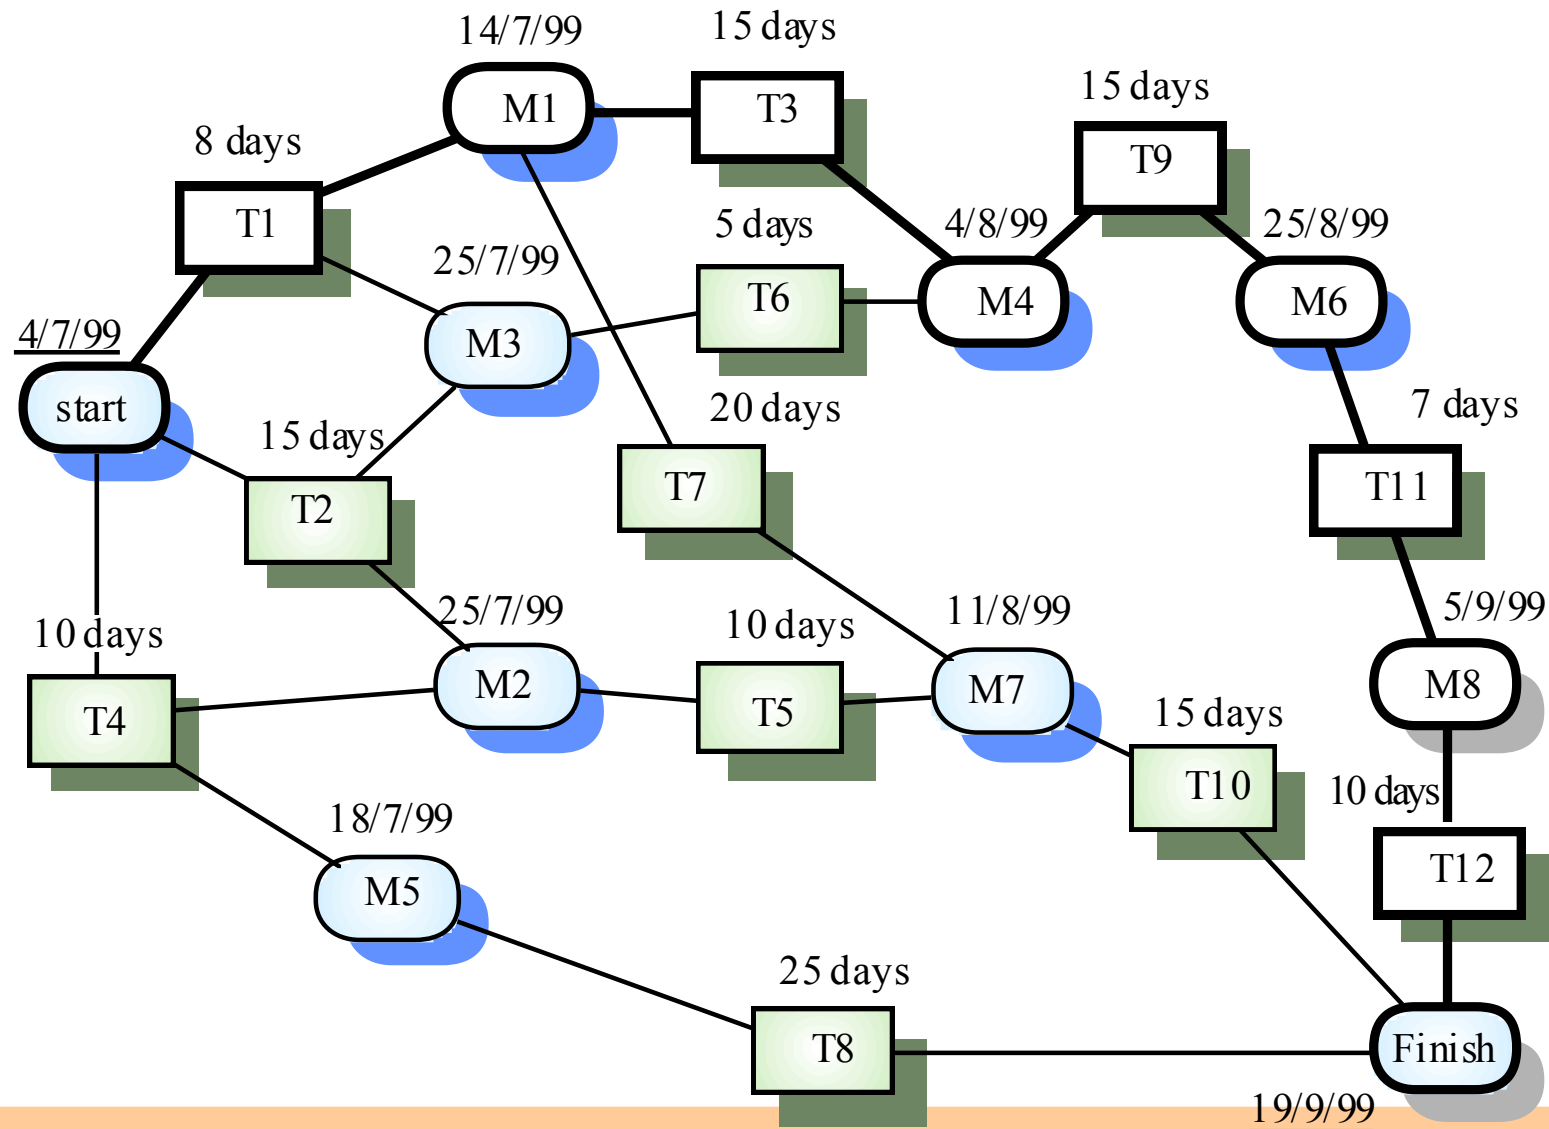 14/7/99
15 days
M1
T3
15 days
8 days
T9
T1
5 days
4/8/99
25/8/99
25/7/99
T6
M4
M6
4/7/99
M3
start
20 days
7 days
15 days
T7
T11
T2
25/7/99
10 days
11/8/99
5/9/99
10 days
M2
M7
M8
T4
T5
15 days
T10
10 days
18/7/99
M5
T12
25 days
T8
Finish
19/9/99